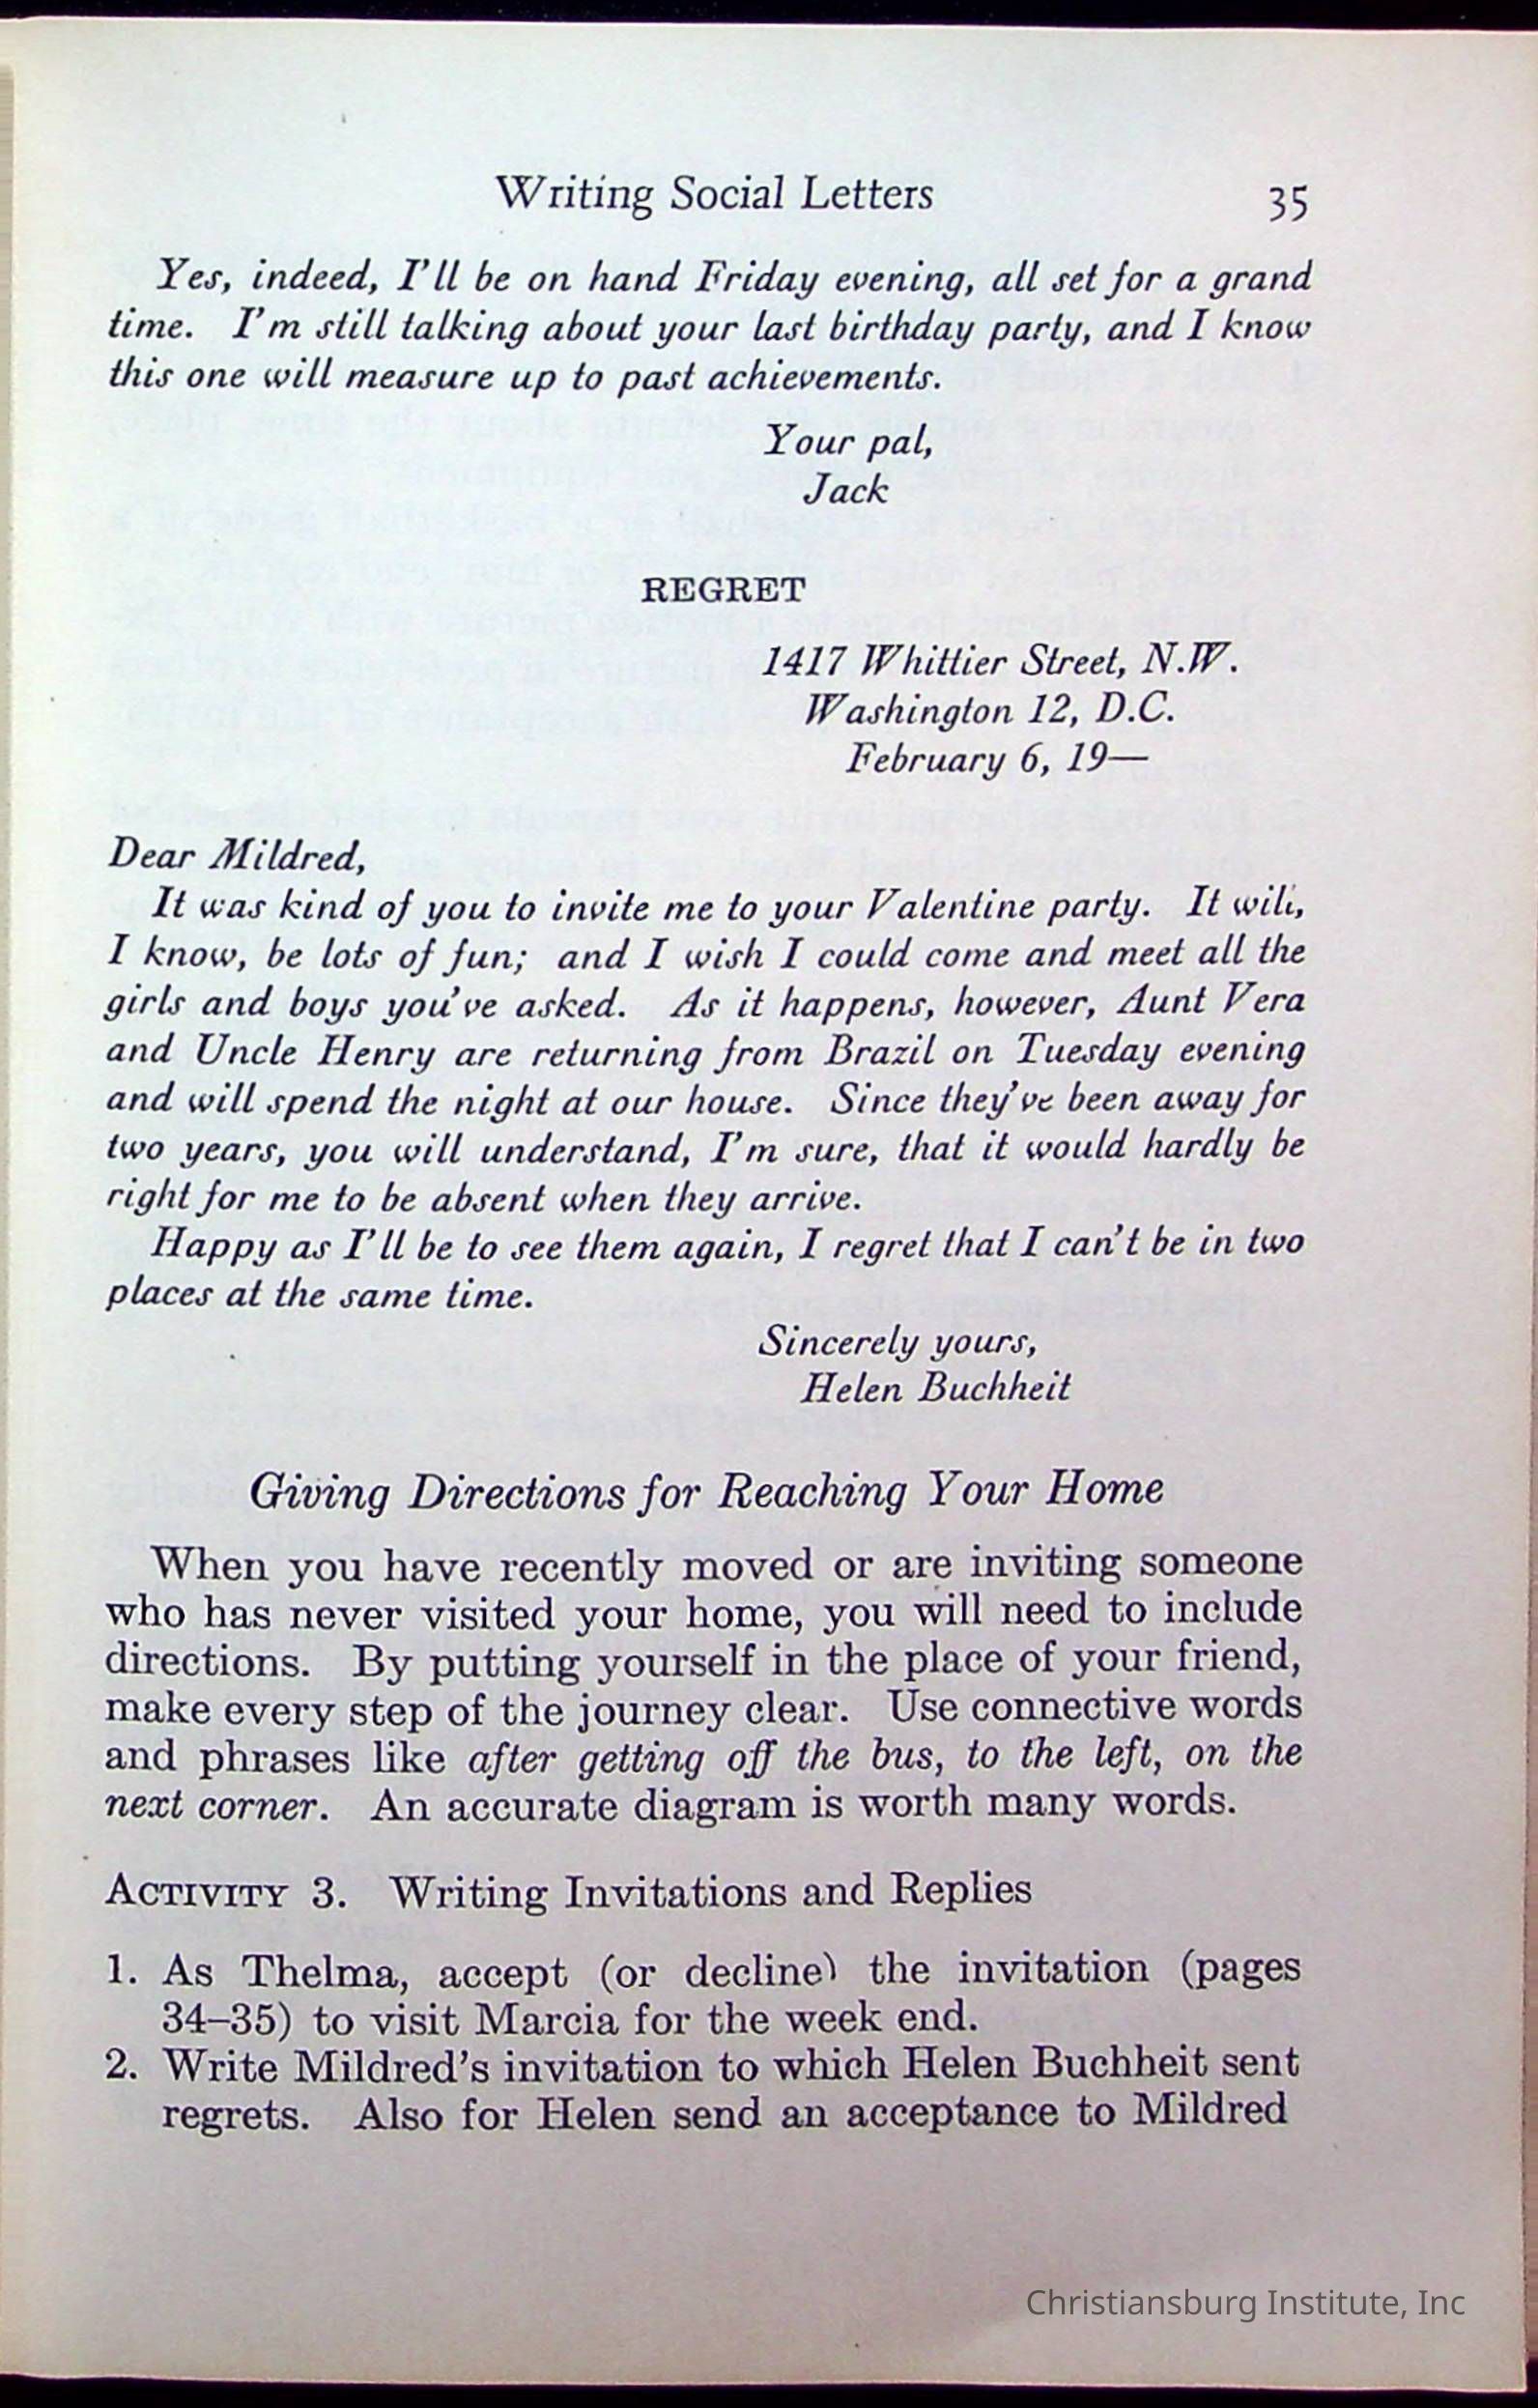 Writing Social Letters 35
Yes, indeed, I'll be on hand Friday evening, all set for a grand
time. I'm still talking about your last birthday party, and I know
this one will measure up to past achievements.
Your pal,
Jack
REGRET
1417 Whittier Street, N.W.
Washington 12, D.C.
February 6, 19—
Dear Mildred,
It was kind of you to invite me to your Valentine party. It will,
I know, be lots of fun; and I wish I could come and meet all the
girls and boys you've asked. As it happens, however, Aunt Vera
and Uncle Henry are returning from Brazil on Tuesday evening
and will spend the night at our house. Since they've been away for
two years, you will understand, I'm sure, that it would hardly be
right for me to be absent when they arrive.
Happy as I'll be to see them again, I regret that I can't be in two
places at the same time.
Sincerely yours,
Helen Buchheit
Giving Directions for Reaching Your Home
When you have recently moved or are inviting someone
who has never visited your home, you will need to include
directions. By putting yourself in the place of your friend,
make every step of the journey clear. Use connective words
and phrases like after getting off the bus, to the left, on the
next corner. An accurate diagram is worth many words.
ACTIVITY 3. Writing Invitations and Replies
1. As Thelma, accept (or decline) the invitation (pages
34–35) to visit Marcia for the week end.
2. Write Mildred's invitation to which Helen Buchheit sent
regrets. Also for Helen send an acceptance to Mildred
Christiansburg Institute, Inc